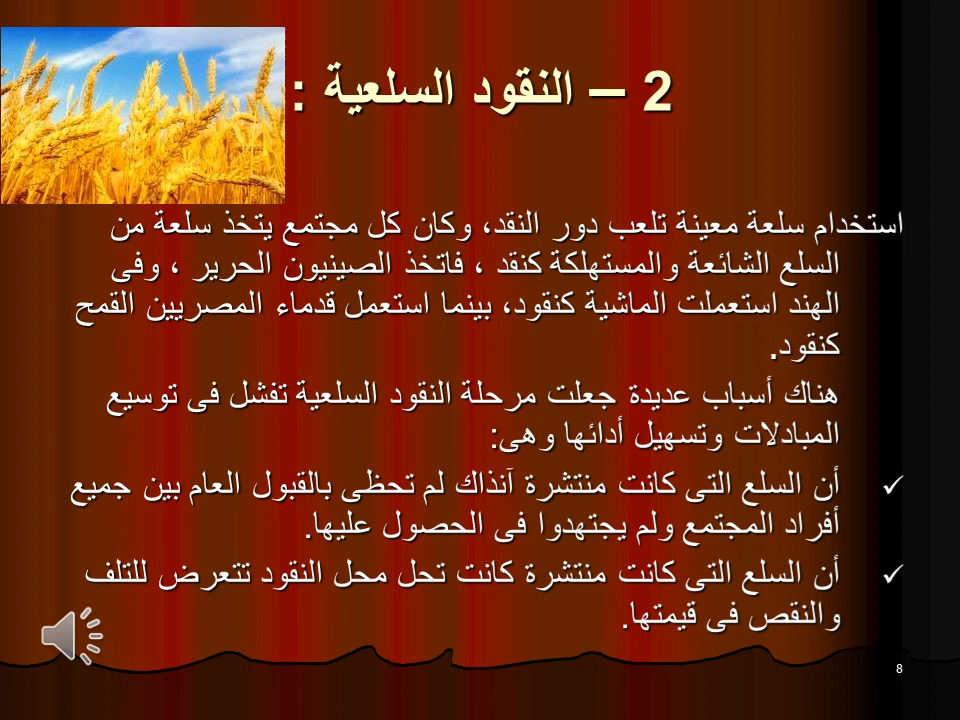 2 – النقود السلعية :
استخدام سلعة معينة تلعب دور النقد، وكان كل مجتمع يتخذ سلعة من
السلع الشائعة والمستهلكة كنقد ، فاتخذ الصينيون الحرير ، وفى
الهند استعملت الماشية كنقود، بينما استعمل قدماء المصريين القمح
كنقود.
هناك أسباب عديدة جعلت مرحلة النقود السلعية تفشل فى توسيع
المبادلات وتسهيل أدائها وهى:
✓ أن السلع التى كانت منتشرة آنذاك لم تحظى بالقبول العام بين جميع
أفراد المجتمع ولم يجتهدوا فى الحصول عليها.
✓ أن السلع التى كانت منتشرة كانت تحل محل النقود تتعرض للتلف
والنقص فى قيمتها.
8